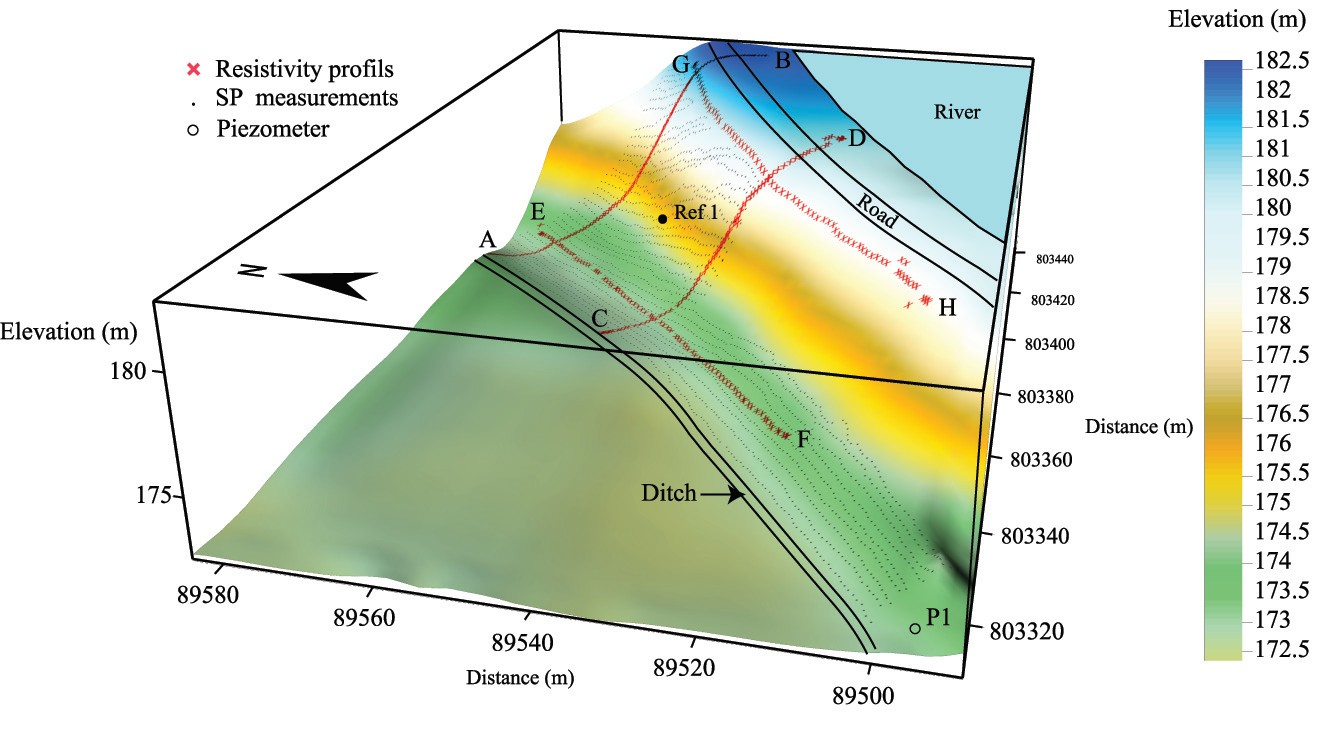 Elevation (m)
Resistivity profils
SP measurements
Piezometer
G
B
River
D
E
Ref 1
Road
A
N
C
H
F
Ditch
P1
Elevation (m)
180
175
89580
89560
89540
89520
89500
Distance (m)
803440
803420
803400
803380
803360
803340
803320
Distance (m)
182.5
182
181.5
181
180.5
180
179.5
179
178.5
178
177.5
177
176.5
176
175.5
175
174.5
174
173.5
173
172.5